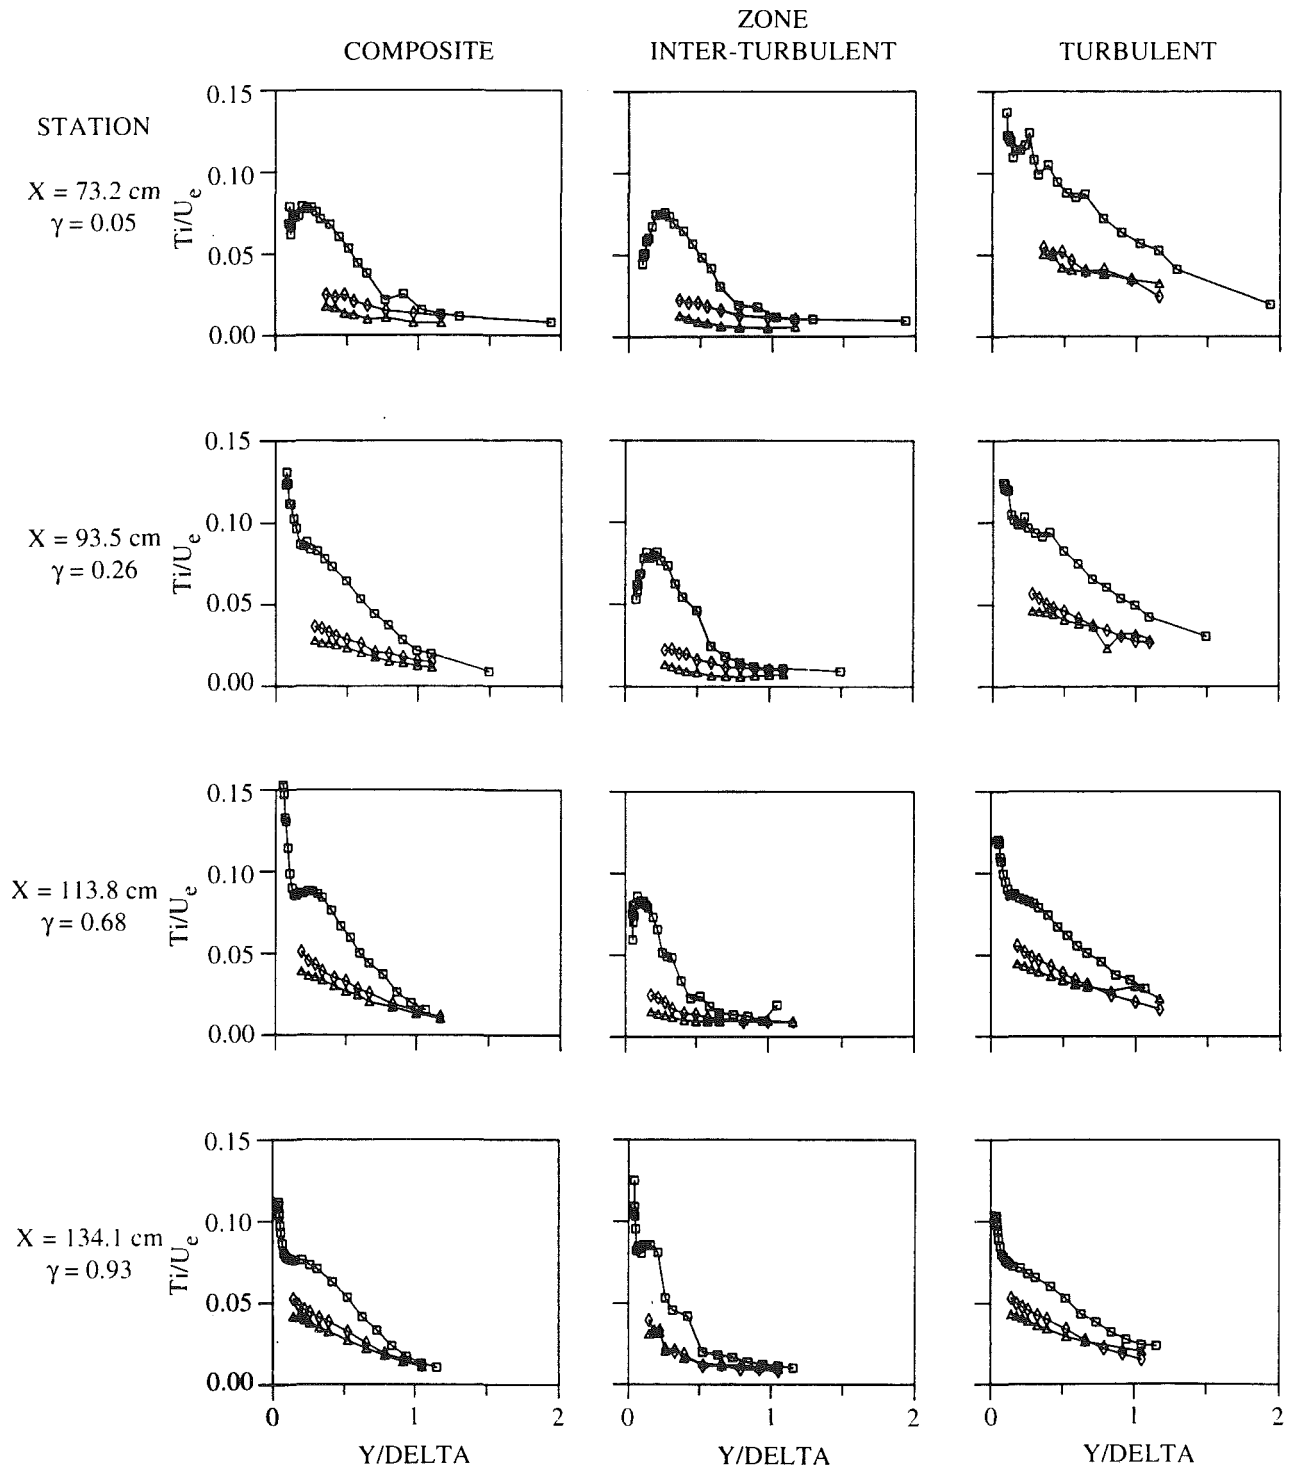 ZONE
COMPOSITE INTER-TURBULENT TURBULENT
STATION
X = 73.2 cm
γ = 0.05
Ti/Ue
0.15
0.10
0.05
0.00
X = 93.5 cm
γ = 0.26
Ti/Ue
0.15
0.10
0.05
0.00
X = 113.8 cm
γ = 0.68
Ti/Ue
0.15
0.10
0.05
0.00
X = 134.1 cm
γ = 0.93
Ti/Ue
0.15
0.10
0.05
0.00
0 1 2 0 1 2 0 1 2
Y/DELTA Y/DELTA Y/DELTA